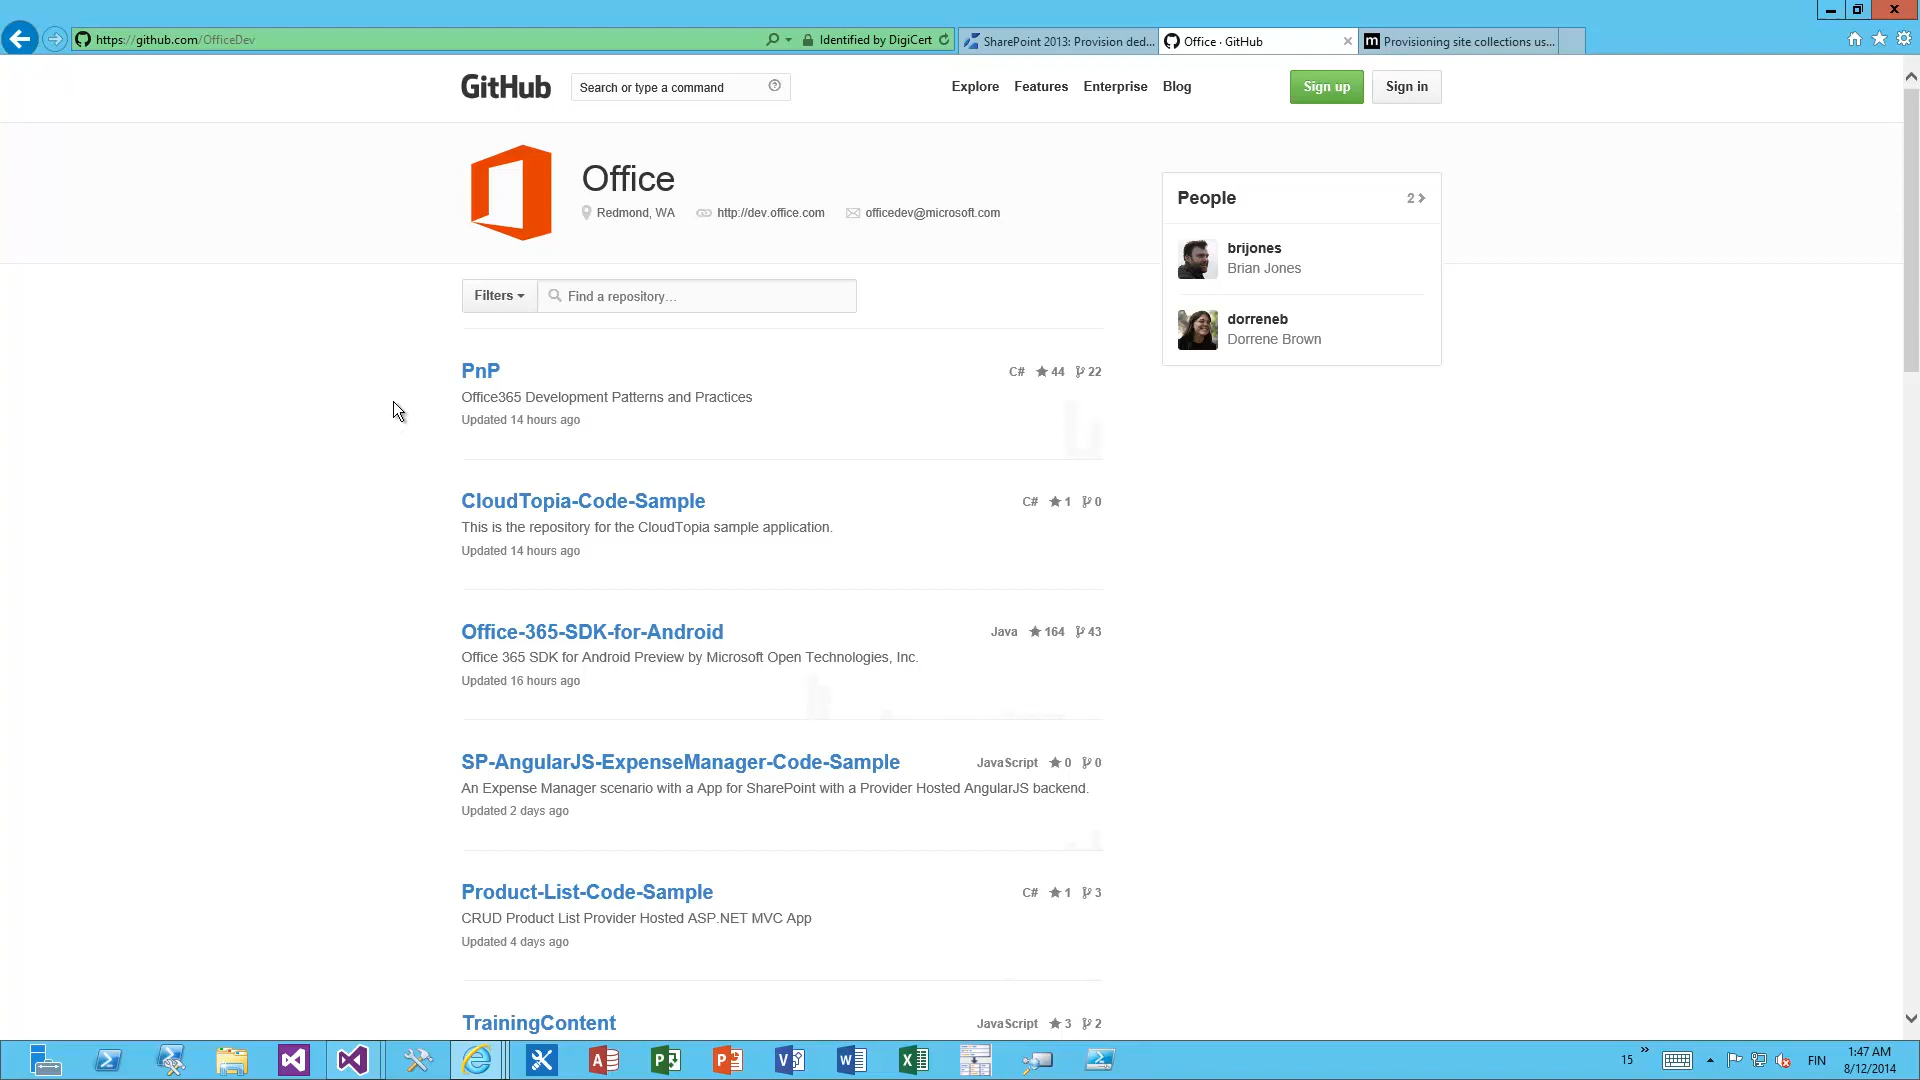 https://github.com/OfficeDev
Identified by DigiCert
SharePoint 2013: Provision ded...
Office · GitHub
Provisioning site collections us...
GitHub
Search or type a command
Explore
Features
Enterprise
Blog
Sign up
Sign in
Office
Redmond, WA
http://dev.office.com
officedev@microsoft.com
People
2
brijones
Brian Jones
dorreneb
Dorrene Brown
Filters
Find a repository...
PnP
C# 44 22
Office365 Development Patterns and Practices
Updated 14 hours ago
CloudTopia-Code-Sample
C# 1 0
This is the repository for the CloudTopia sample application.
Updated 14 hours ago
Office-365-SDK-for-Android
Java 164 43
Office 365 SDK for Android Preview by Microsoft Open Technologies, Inc.
Updated 16 hours ago
SP-AngularJS-ExpenseManager-Code-Sample
JavaScript 0 0
An Expense Manager scenario with a App for SharePoint with a Provider Hosted AngularJS backend.
Updated 2 days ago
Product-List-Code-Sample
C# 1 3
CRUD Product List Provider Hosted ASP.NET MVC App
Updated 4 days ago
TrainingContent
JavaScript 3 2
15
FIN
1:47 AM
8/12/2014